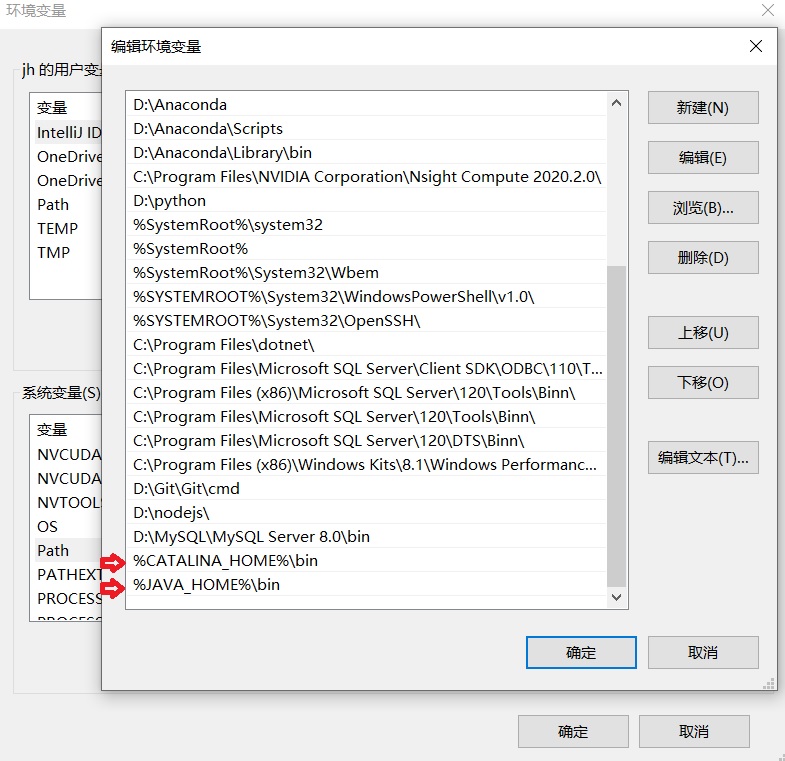 环境变量
编辑环境变量
jh 的用户变
变量
IntelliJ ID
OneDrive
OneDrive
Path
TEMP
TMP
系统变量(S)
变量
NVCUDA
NVCUDA
NVTOOLS
OS
Path
PATHEXT
PROCESS
D:\Anaconda
D:\Anaconda\Scripts
D:\Anaconda\Library\bin
C:\Program Files\NVIDIA Corporation\Nsight Compute 2020.2.0\
D:\python
%SystemRoot%\system32
%SystemRoot%
%SystemRoot%\System32\Wbem
%SYSTEMROOT%\System32\WindowsPowerShell\v1.0\
%SYSTEMROOT%\System32\OpenSSH\
C:\Program Files\dotnet\
C:\Program Files\Microsoft SQL Server\Client SDK\ODBC\110\T...
C:\Program Files (x86)\Microsoft SQL Server\120\Tools\Binn\
C:\Program Files\Microsoft SQL Server\120\Tools\Binn\
C:\Program Files\Microsoft SQL Server\120\DTS\Binn\
C:\Program Files (x86)\Windows Kits\8.1\Windows Performanc...
D:\Git\Git\cmd
D:\nodejs\
D:\MySQL\MySQL Server 8.0\bin
%CATALINA_HOME%\bin
%JAVA_HOME%\bin
新建(N)
编辑(E)
浏览(B)...
删除(D)
上移(U)
下移(O)
编辑文本(T)...
确定
取消
确定
取消